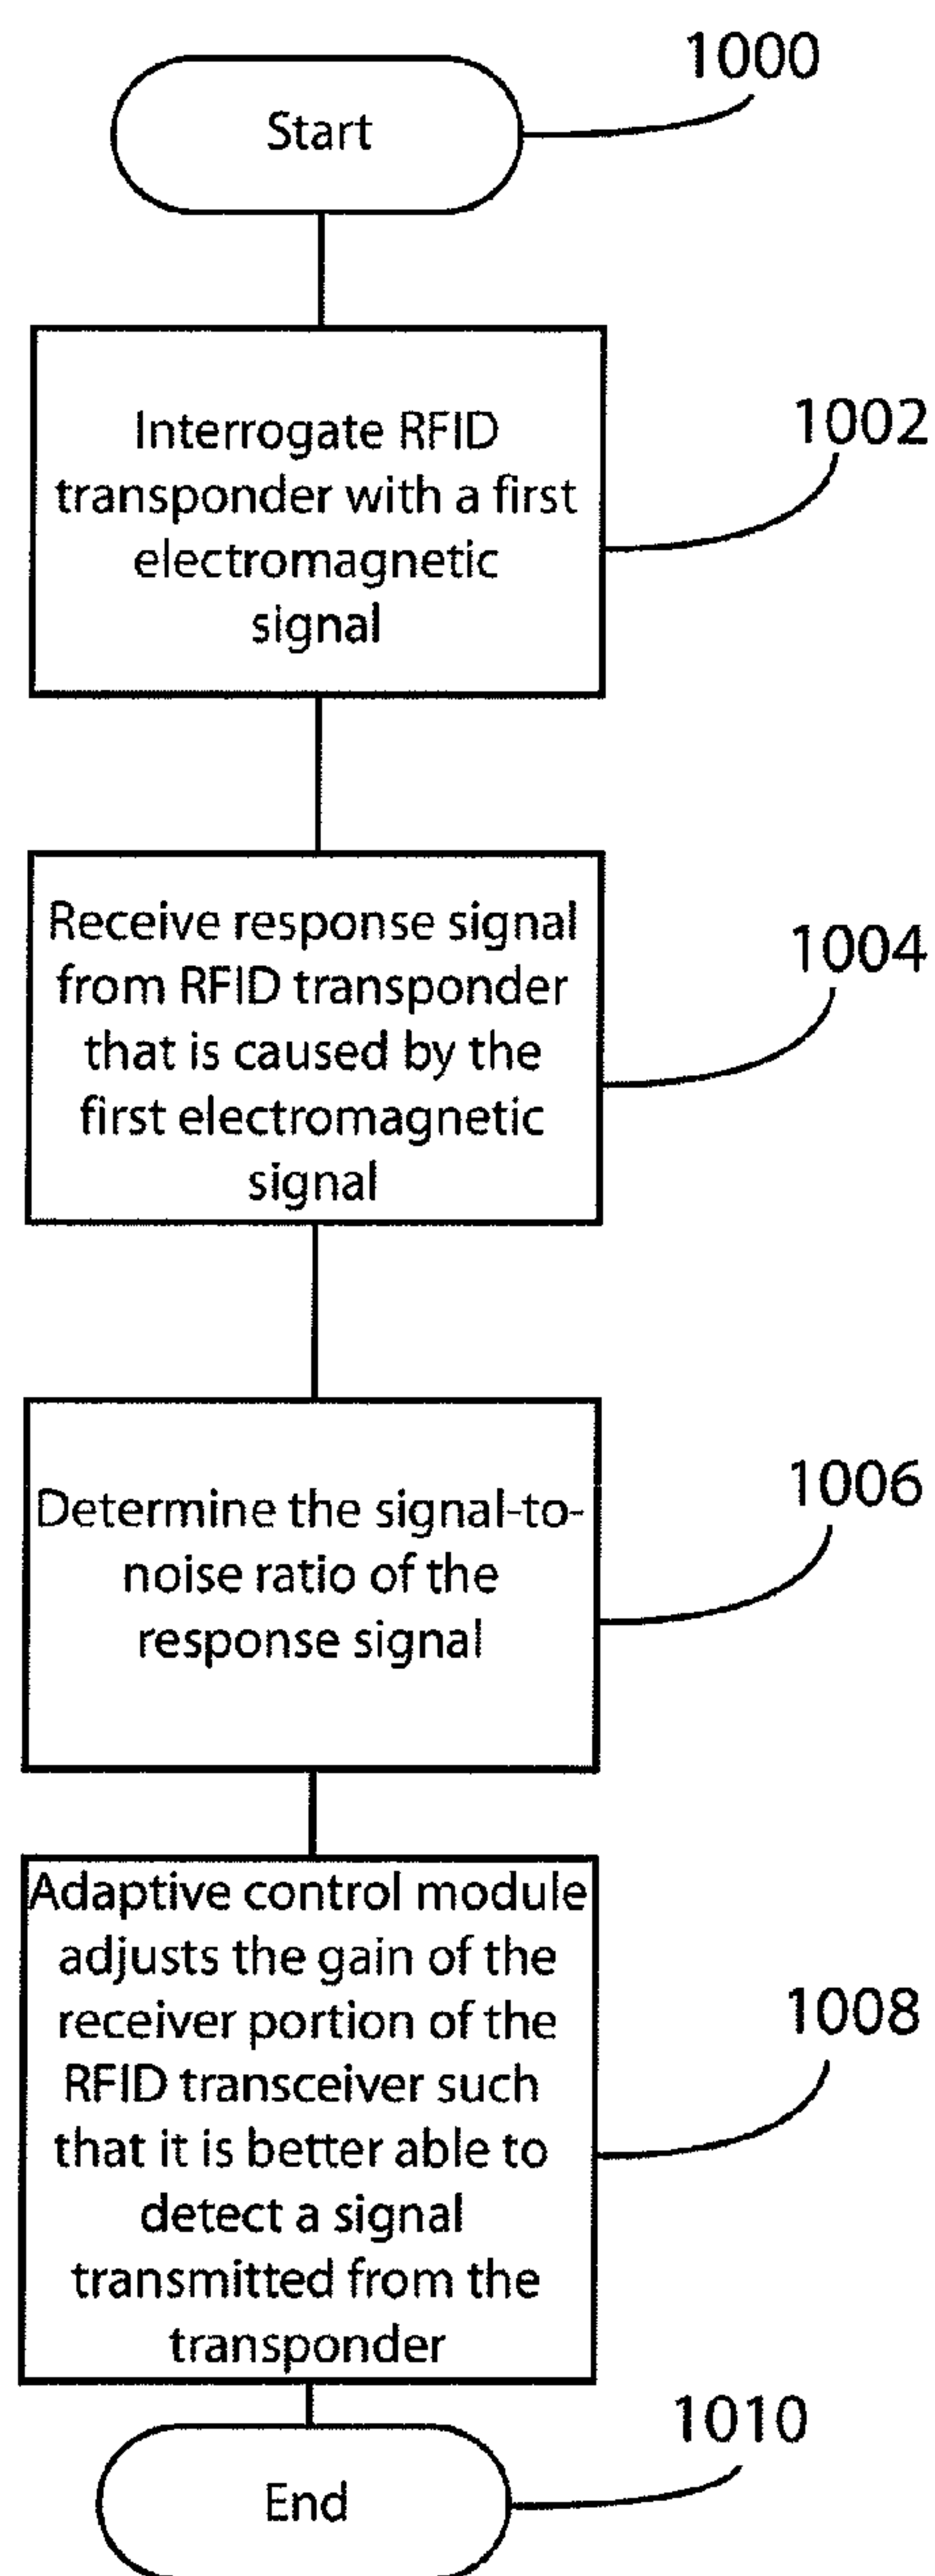 1000
Start
1002
Interrogate RFID
transponder with a first
electromagnetic
signal
1004
Receive response signal
from RFID transponder
that is caused by the
first electromagnetic
signal
1006
Determine the signal-to-
noise ratio of the
response signal
1008
Adaptive control module
adjusts the gain of the
receiver portion of the
RFID transceiver such
that it is better able to
detect a signal
transmitted from the
transponder
1010
End